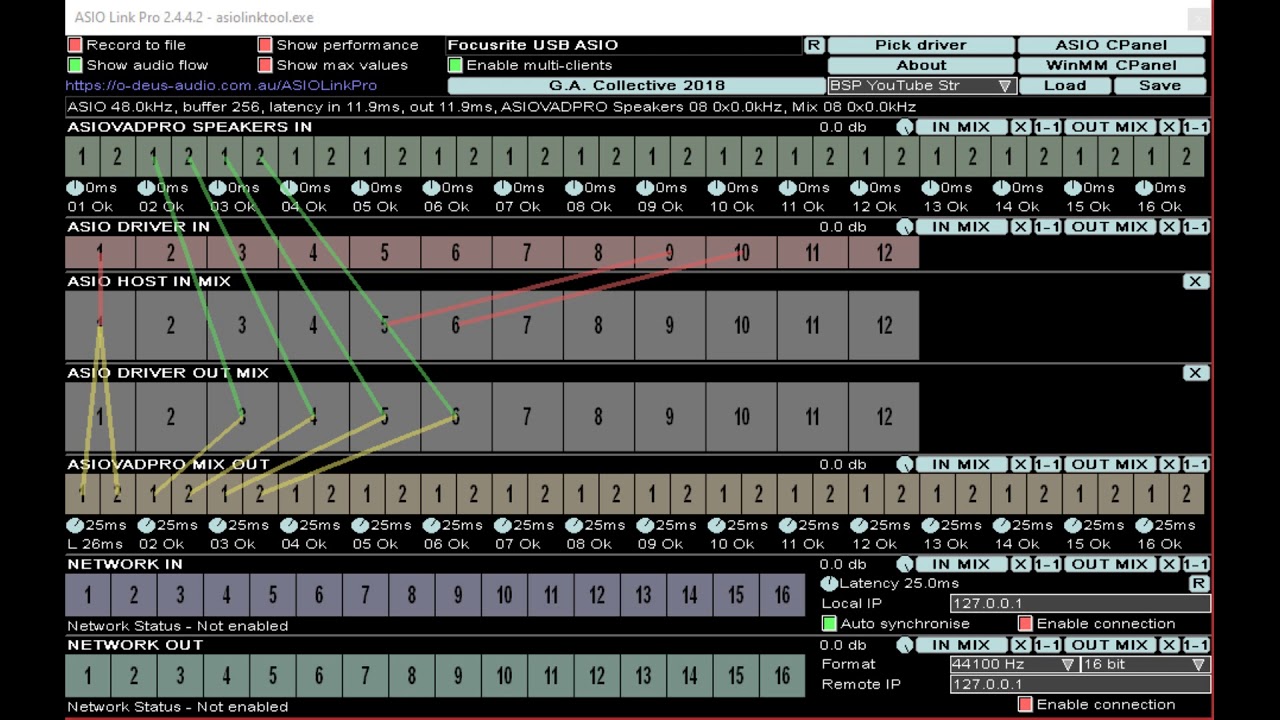 ASIO Link Pro 2.4.4.2 - asiolinktool.exe
x
Record to file Show performance Focusrite USB ASIO R Pick driver ASIO CPanel
Show audio flow Show max values Enable multi-clients About WinMM CPanel
https://o-deus-audio.com.au/ASIOLinkPro G.A. Collective 2018 BSP YouTube Str Load Save
ASIO 48.0kHz, buffer 256, latency in 11.9ms, out 11.9ms, ASIOVADPRO Speakers 08 0x0.0kHz, Mix 08 0x0.0kHz
ASIOVADPRO SPEAKERS IN 0.0 db IN MIX X 1-1 OUT MIX X 1-1
1 2 1 2 1 2 1 2 1 2 1 2 1 2 1 2 1 2 1 2 1 2 1 2 1 2 1 2 1 2 1 2
0ms 0ms 0ms 0ms 0ms 0ms 0ms 0ms 0ms 0ms 0ms 0ms 0ms 0ms 0ms 0ms
01 Ok 02 Ok 03 Ok 04 Ok 05 Ok 06 Ok 07 Ok 08 Ok 09 Ok 10 Ok 11 Ok 12 Ok 13 Ok 14 Ok 15 Ok 16 Ok
ASIO DRIVER IN 0.0 db IN MIX X 1-1 OUT MIX X 1-1
1 2 3 4 5 6 7 8 9 10 11 12
ASIO HOST IN MIX X
1 2 3 4 5 6 7 8 9 10 11 12
ASIO DRIVER OUT MIX X
1 2 3 4 5 6 7 8 9 10 11 12
ASIOVADPRO MIX OUT 0.0 db IN MIX X 1-1 OUT MIX X 1-1
1 2 1 2 1 2 1 2 1 2 1 2 1 2 1 2 1 2 1 2 1 2 1 2 1 2 1 2 1 2 1 2
25ms 25ms 25ms 25ms 25ms 25ms 25ms 25ms 25ms 25ms 25ms 25ms 25ms 25ms 25ms 25ms
L 26ms 02 Ok 03 Ok 04 Ok 05 Ok 06 Ok 07 Ok 08 Ok 09 Ok 10 Ok 11 Ok 12 Ok 13 Ok 14 Ok 15 Ok 16 Ok
NETWORK IN 0.0 db IN MIX X 1-1 OUT MIX X 1-1
Latency 25.0ms R
1 2 3 4 5 6 7 8 9 10 11 12 13 14 15 16
Local IP 127.0.0.1
Network Status - Not enabled Auto synchronise Enable connection
NETWORK OUT 0.0 db IN MIX X 1-1 OUT MIX X 1-1
Format 44100 Hz 16 bit
1 2 3 4 5 6 7 8 9 10 11 12 13 14 15 16
Remote IP 127.0.0.1
Network Status - Not enabled Enable connection